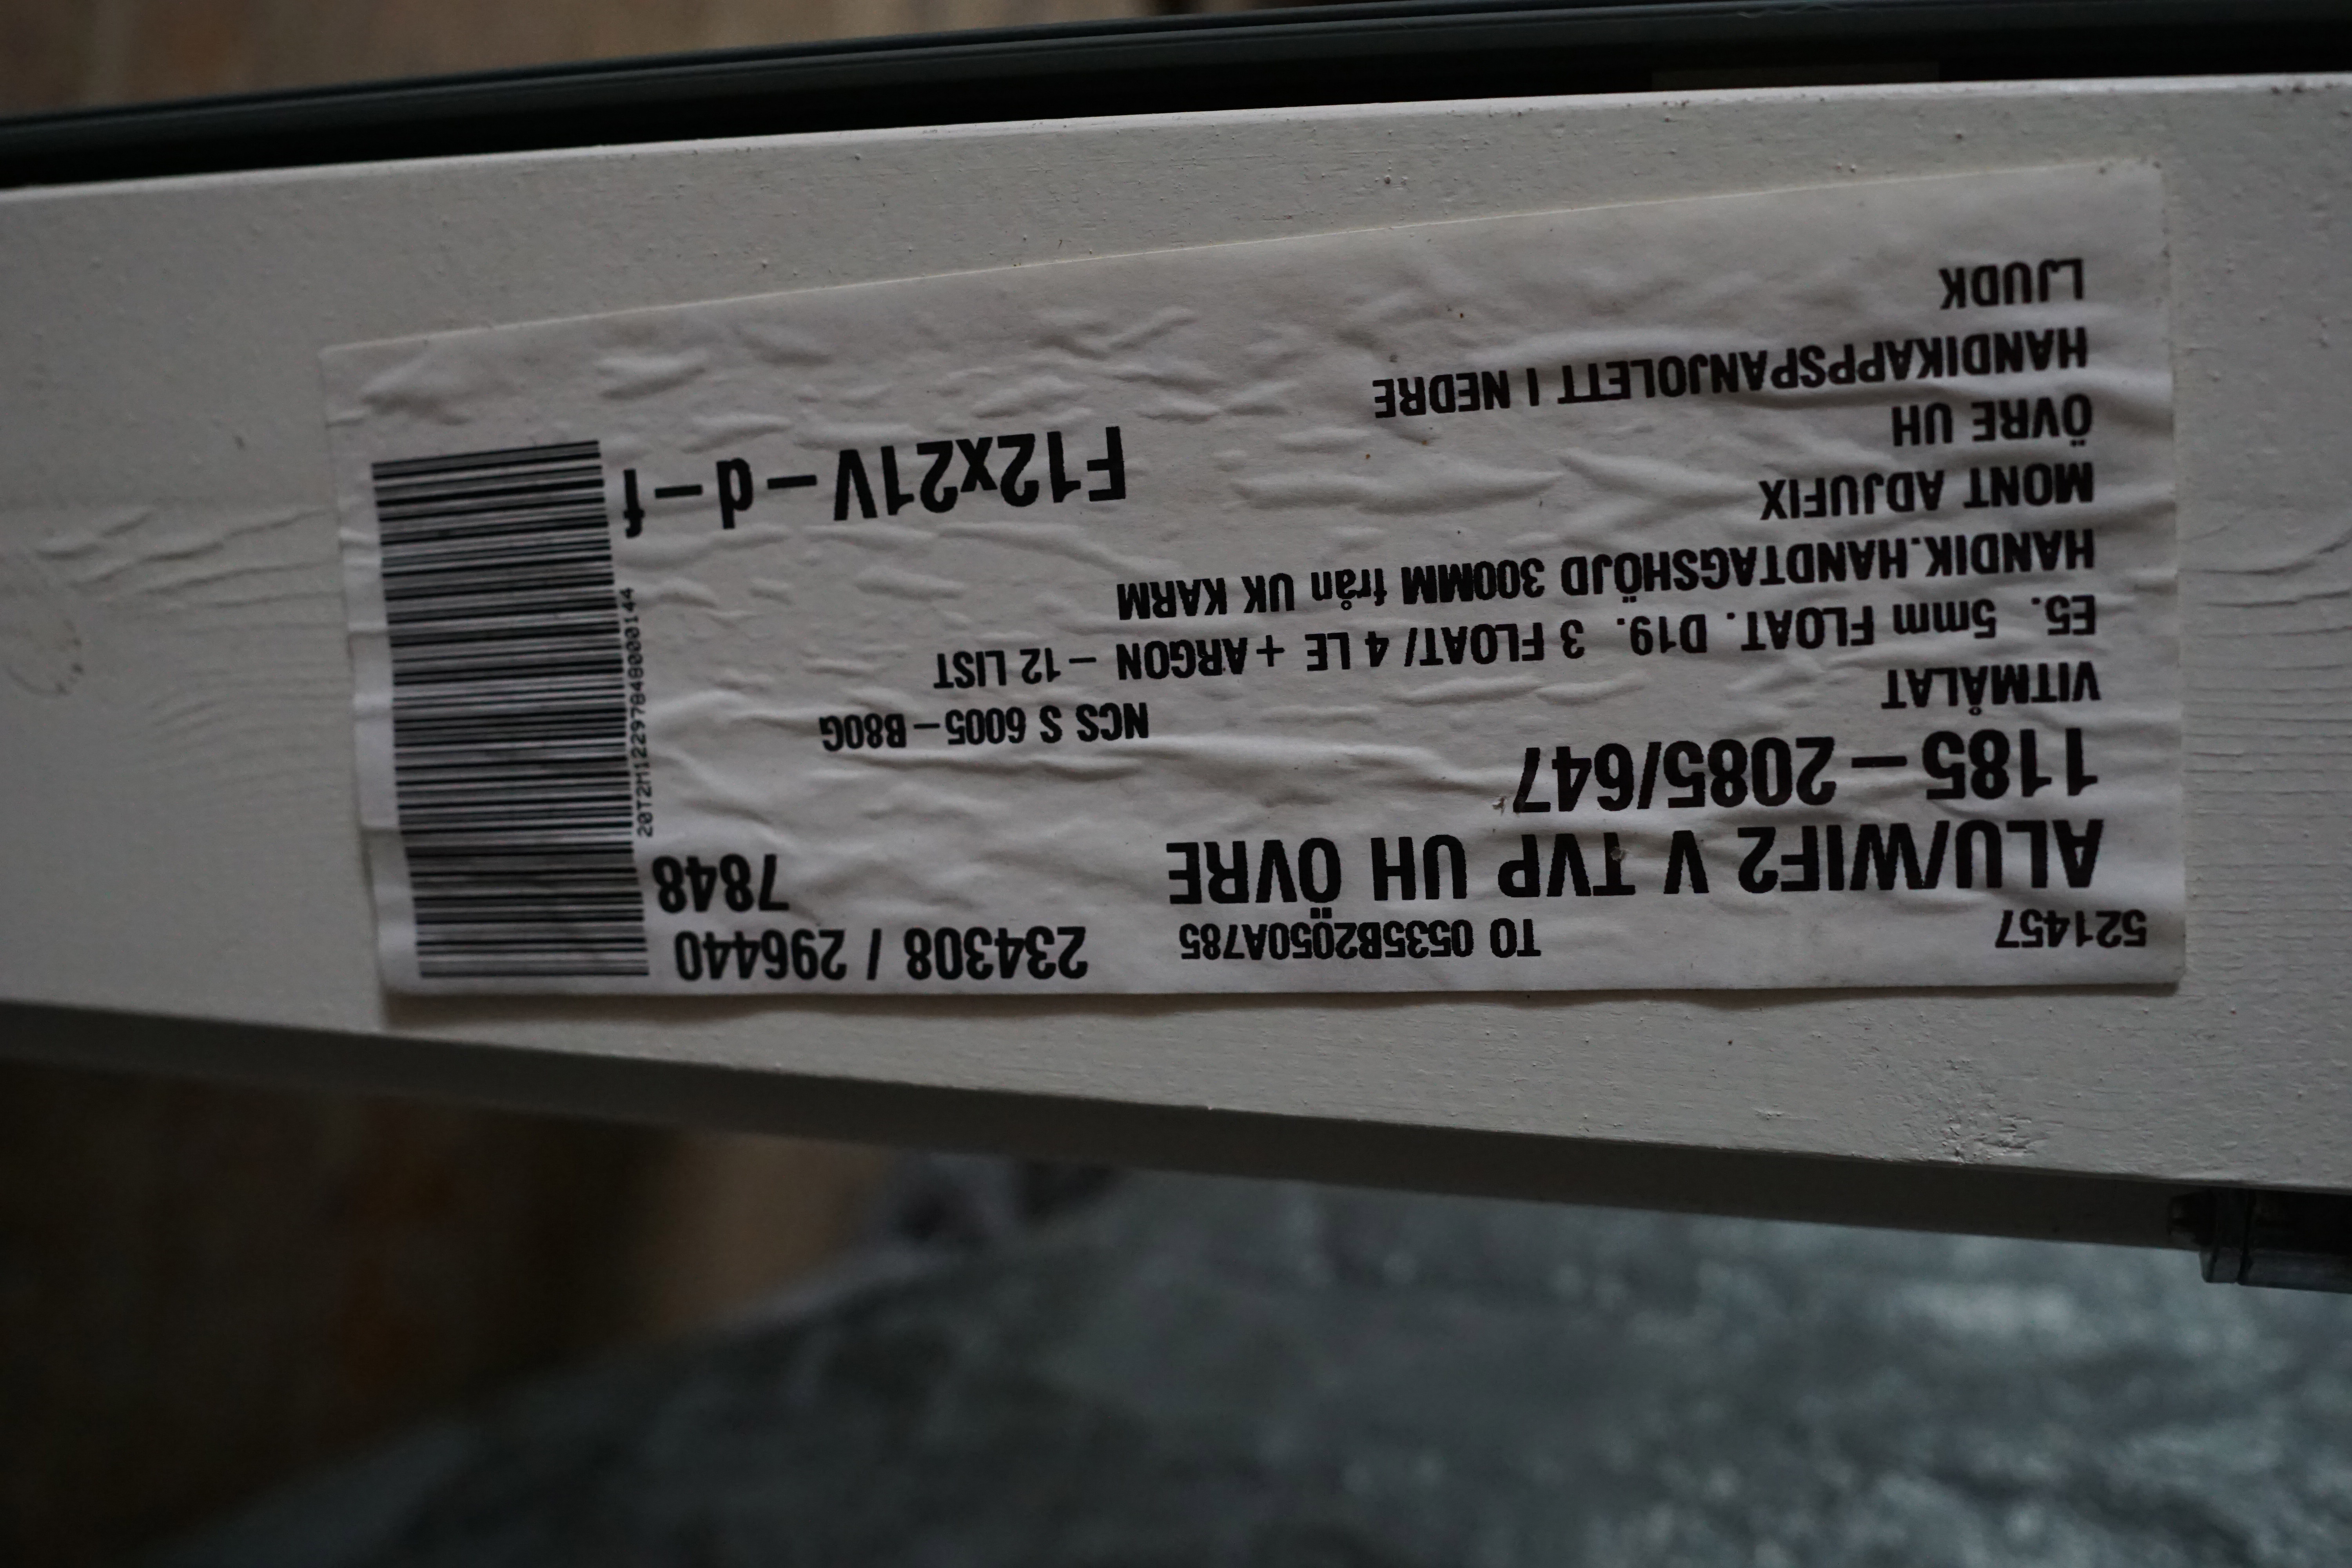 521457 TO 0535B2050A785 234308 / 296440
ALU/WIF2 V TVP UH ÖVRE 7848
1185-2085/647
NCS S 6005-B80G
VITMÅLAT
E5. 5mm FLOAT. D19. 3 FLOAT/ 4 LE +ARGON - 12 LIST
HANDIK.HANDTAGSHÖJD 300MM från UK KARM
MONT ADJUFIX
F12x21V-d-f
ÖVRE UH
HANDIKAPPSPANJOLETT I NEDRE
LJUDK
20T2M12297848000144